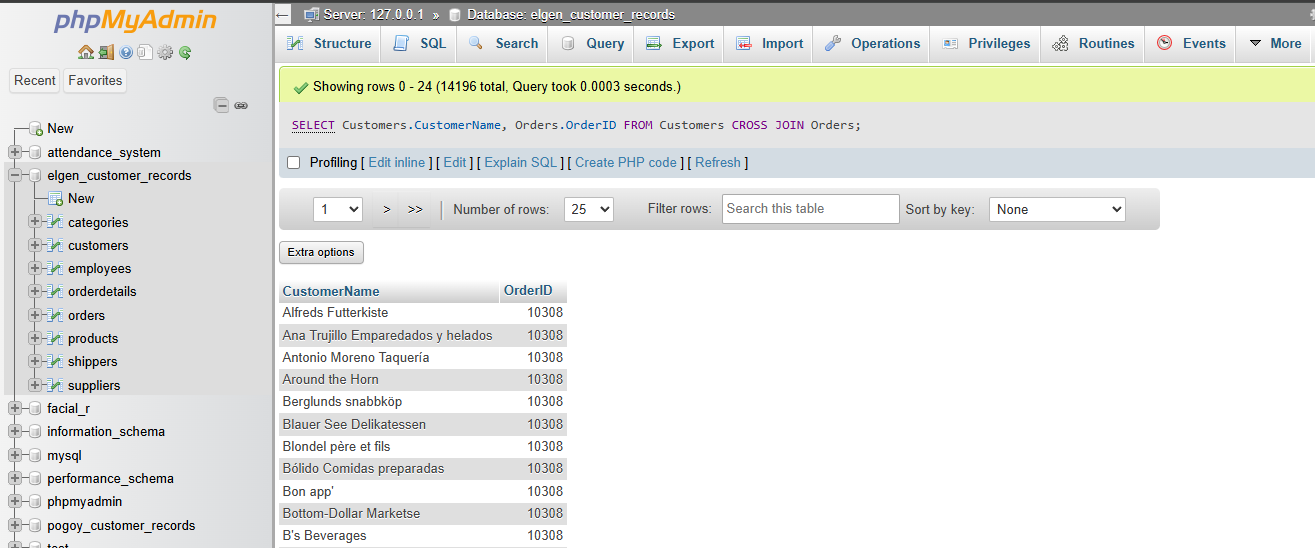 phpMyAdmin
Recent Favorites
New
attendance_system
elgen_customer_records
New
categories
customers
employees
orderdetails
orders
products
shippers
suppliers
facial_r
information_schema
mysql
performance_schema
phpmyadmin
pogoy_customer_records
test
← Server: 127.0.0.1 » Database: elgen_customer_records
Structure SQL Search Query Export Import Operations Privileges Routines Events More
Showing rows 0 - 24 (14196 total, Query took 0.0003 seconds.)
SELECT Customers.CustomerName, Orders.OrderID FROM Customers CROSS JOIN Orders;
Profiling [ Edit inline ] [ Edit ] [ Explain SQL ] [ Create PHP code ] [ Refresh ]
1 > >> | Number of rows: 25 Filter rows: Search this table Sort by key: None
Extra options
CustomerName OrderID
Alfreds Futterkiste 10308
Ana Trujillo Emparedados y helados 10308
Antonio Moreno Taquería 10308
Around the Horn 10308
Berglunds snabbköp 10308
Blauer See Delikatessen 10308
Blondel père et fils 10308
Bólido Comidas preparadas 10308
Bon app' 10308
Bottom-Dollar Marketse 10308
B's Beverages 10308